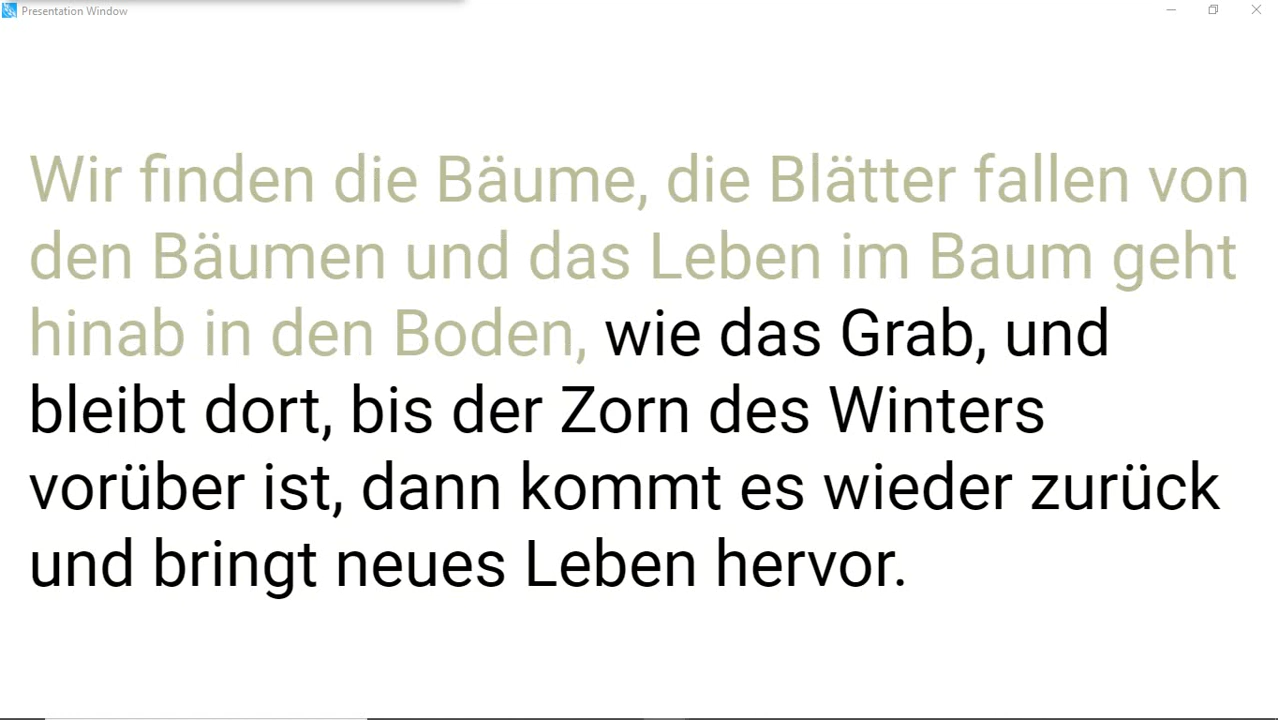 Presentation Window
Wir finden die Bäume, die Blätter fallen von
den Bäumen und das Leben im Baum geht
hinab in den Boden, wie das Grab, und
bleibt dort, bis der Zorn des Winters
vorüber ist, dann kommt es wieder zurück
und bringt neues Leben hervor.